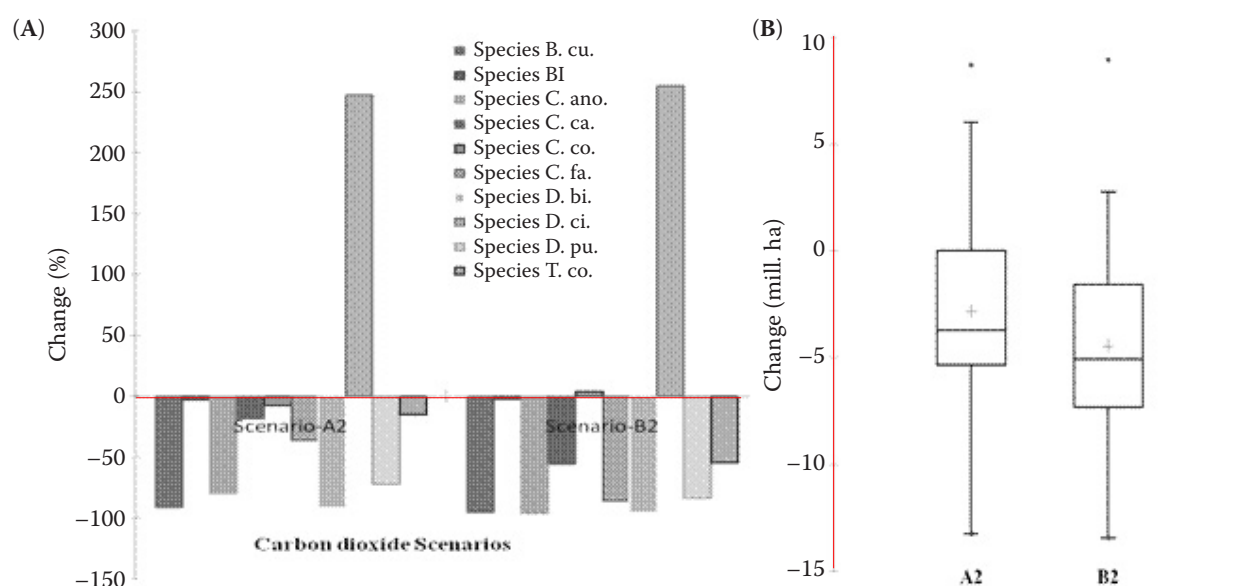 (A)
300
250
200
150
100
50
0
−50
−100
−150
Change (%)
Species B. cu.
Species BI
Species C. ano.
Species C. ca.
Species C. co.
Species C. fa.
Species D. bi.
Species D. ci.
Species D. pu.
Species T. co.
Scenario-A2
Scenario-B2
Carbon dioxide Scenarios
(B)
10
5
0
−5
−10
−15
Change (mill. ha)
A2
B2